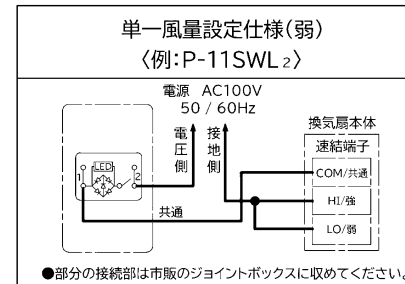 単一風量設定仕様(弱)
〈例:P-11SWL2〉
電源 AC100V
50 / 60Hz
電圧側
接地側
換気扇本体
速結端子
LED
1
2
COM/共通
HI/強
共通
LO/弱
●部分の接続部は市販のジョイントボックスに収めてください。